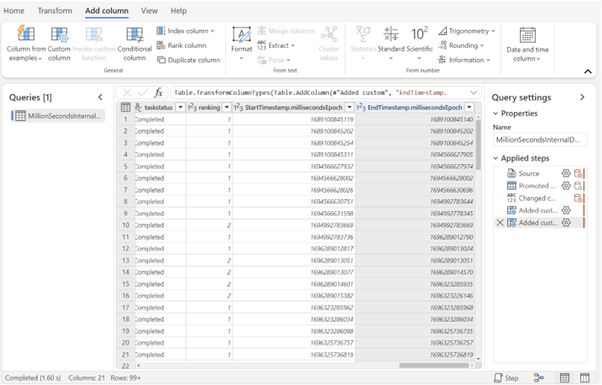 Home Transform Add column View Help
Column from examples Custom column Invoke custom function Conditional column Index column Rank column Duplicate column
General
Format Merge columns Extract Parse Cluster values
From text
Statistics Standard Scientific Trigonometry Rounding Information
From number
Date and time column
Queries [1]
MillionSecondsInternalD...
fx Table.TransformColumnTypes(Table.AddColumn(#"Added custom", "EndTimestamp.
taskstatus ranking StartTimestamp.millisecondsEpoch EndTimestamp.millisecondsEpoch
1 Completed 1 1689100845119 1689100845140
2 Completed 1 1689100845202 1689100845202
3 Completed 1 1689100845254 1689100845254
4 Completed 1 1689100845311 1694566627905
5 Completed 1 1694566627932 1694566627974
6 Completed 1 1694566628002 1694566628002
7 Completed 1 1694566628026 1694566630696
8 Completed 1 1694566630751 1694992783644
9 Completed 1 1694566631598 1694992778345
10 Completed 2 1694992783669 1694992783669
11 Completed 1 1694992783736 1696289012790
12 Completed 1 1696289012817 1696289013024
13 Completed 2 1696289013051 1696289013051
14 Completed 2 1696289013077 1696289014570
15 Completed 2 1696289014601 1696323285935
16 Completed 2 1696289015382 1696323226146
17 Completed 1 1696323285962 1696323285968
18 Completed 1 1696323286034 1696323286034
19 Completed 1 1696323286098 1696325736735
20 Completed 1 1696325736757 1696325736757
21 Completed 1 1696325736819 1696325736819
22
Query settings
Properties
Name
MillionSecondsInternalD...
Applied steps
Source
Promoted ...
Changed c...
Added cust...
Added cust...
Completed (1.60 s) Columns: 21 Rows: 99+ Step